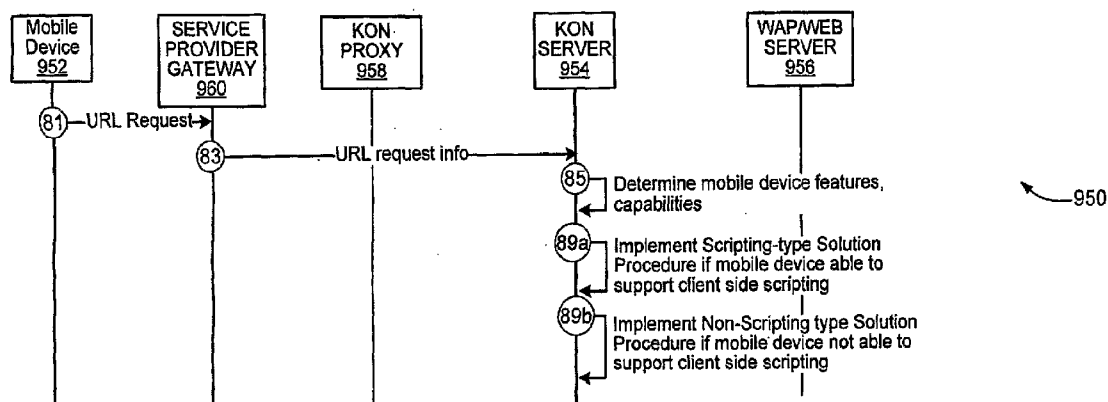 Mobile
Device
952
SERVICE
PROVIDER
GATEWAY
960
KON
PROXY
958
KON
SERVER
954
WAP/WEB
SERVER
956
81
URL Request
83
URL request info
85
Determine mobile device features,
capabilities
950
89a
Implement Scripting-type Solution
Procedure if mobile device able to
support client side scripting
89b
Implement Non-Scripting type Solution
Procedure if mobile device not able to
support client side scripting